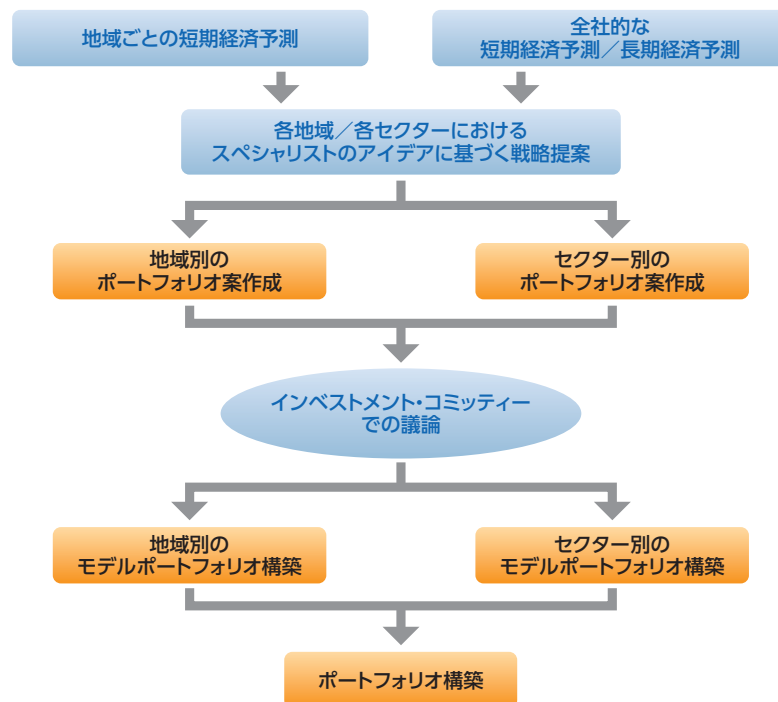 地域ごとの短期経済予測
全社的な
短期経済予測／長期経済予測
各地域／各セクターにおける
スペシャリストのアイデアに基づく戦略提案
地域別の
ポートフォリオ案作成
セクター別の
ポートフォリオ案作成
インベストメント・コミッティー
での議論
地域別の
モデルポートフォリオ構築
セクター別の
モデルポートフォリオ構築
ポートフォリオ構築